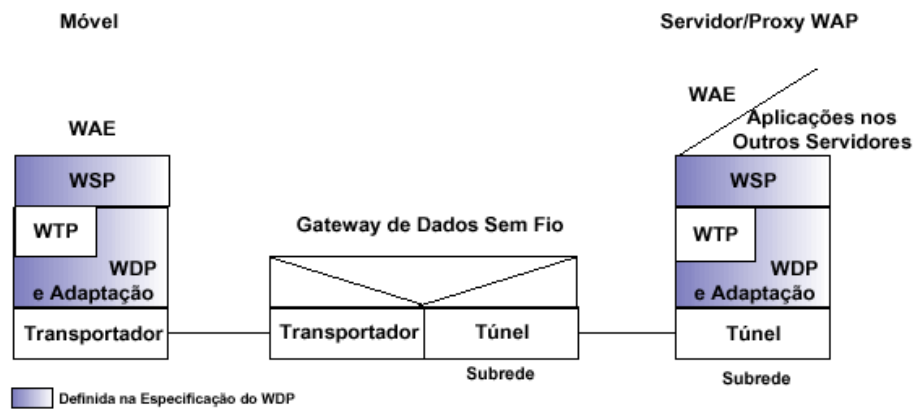 Móvel
Servidor/Proxy WAP
WAE
WSP
WTP
WDP
e Adaptação
Transportador
Gateway de Dados Sem Fio
Transportador
Túnel
Subrede
WAE
Aplicações nos
Outros Servidores
WSP
WTP
WDP
e Adaptação
Túnel
Subrede
Definida na Especificação do WDP